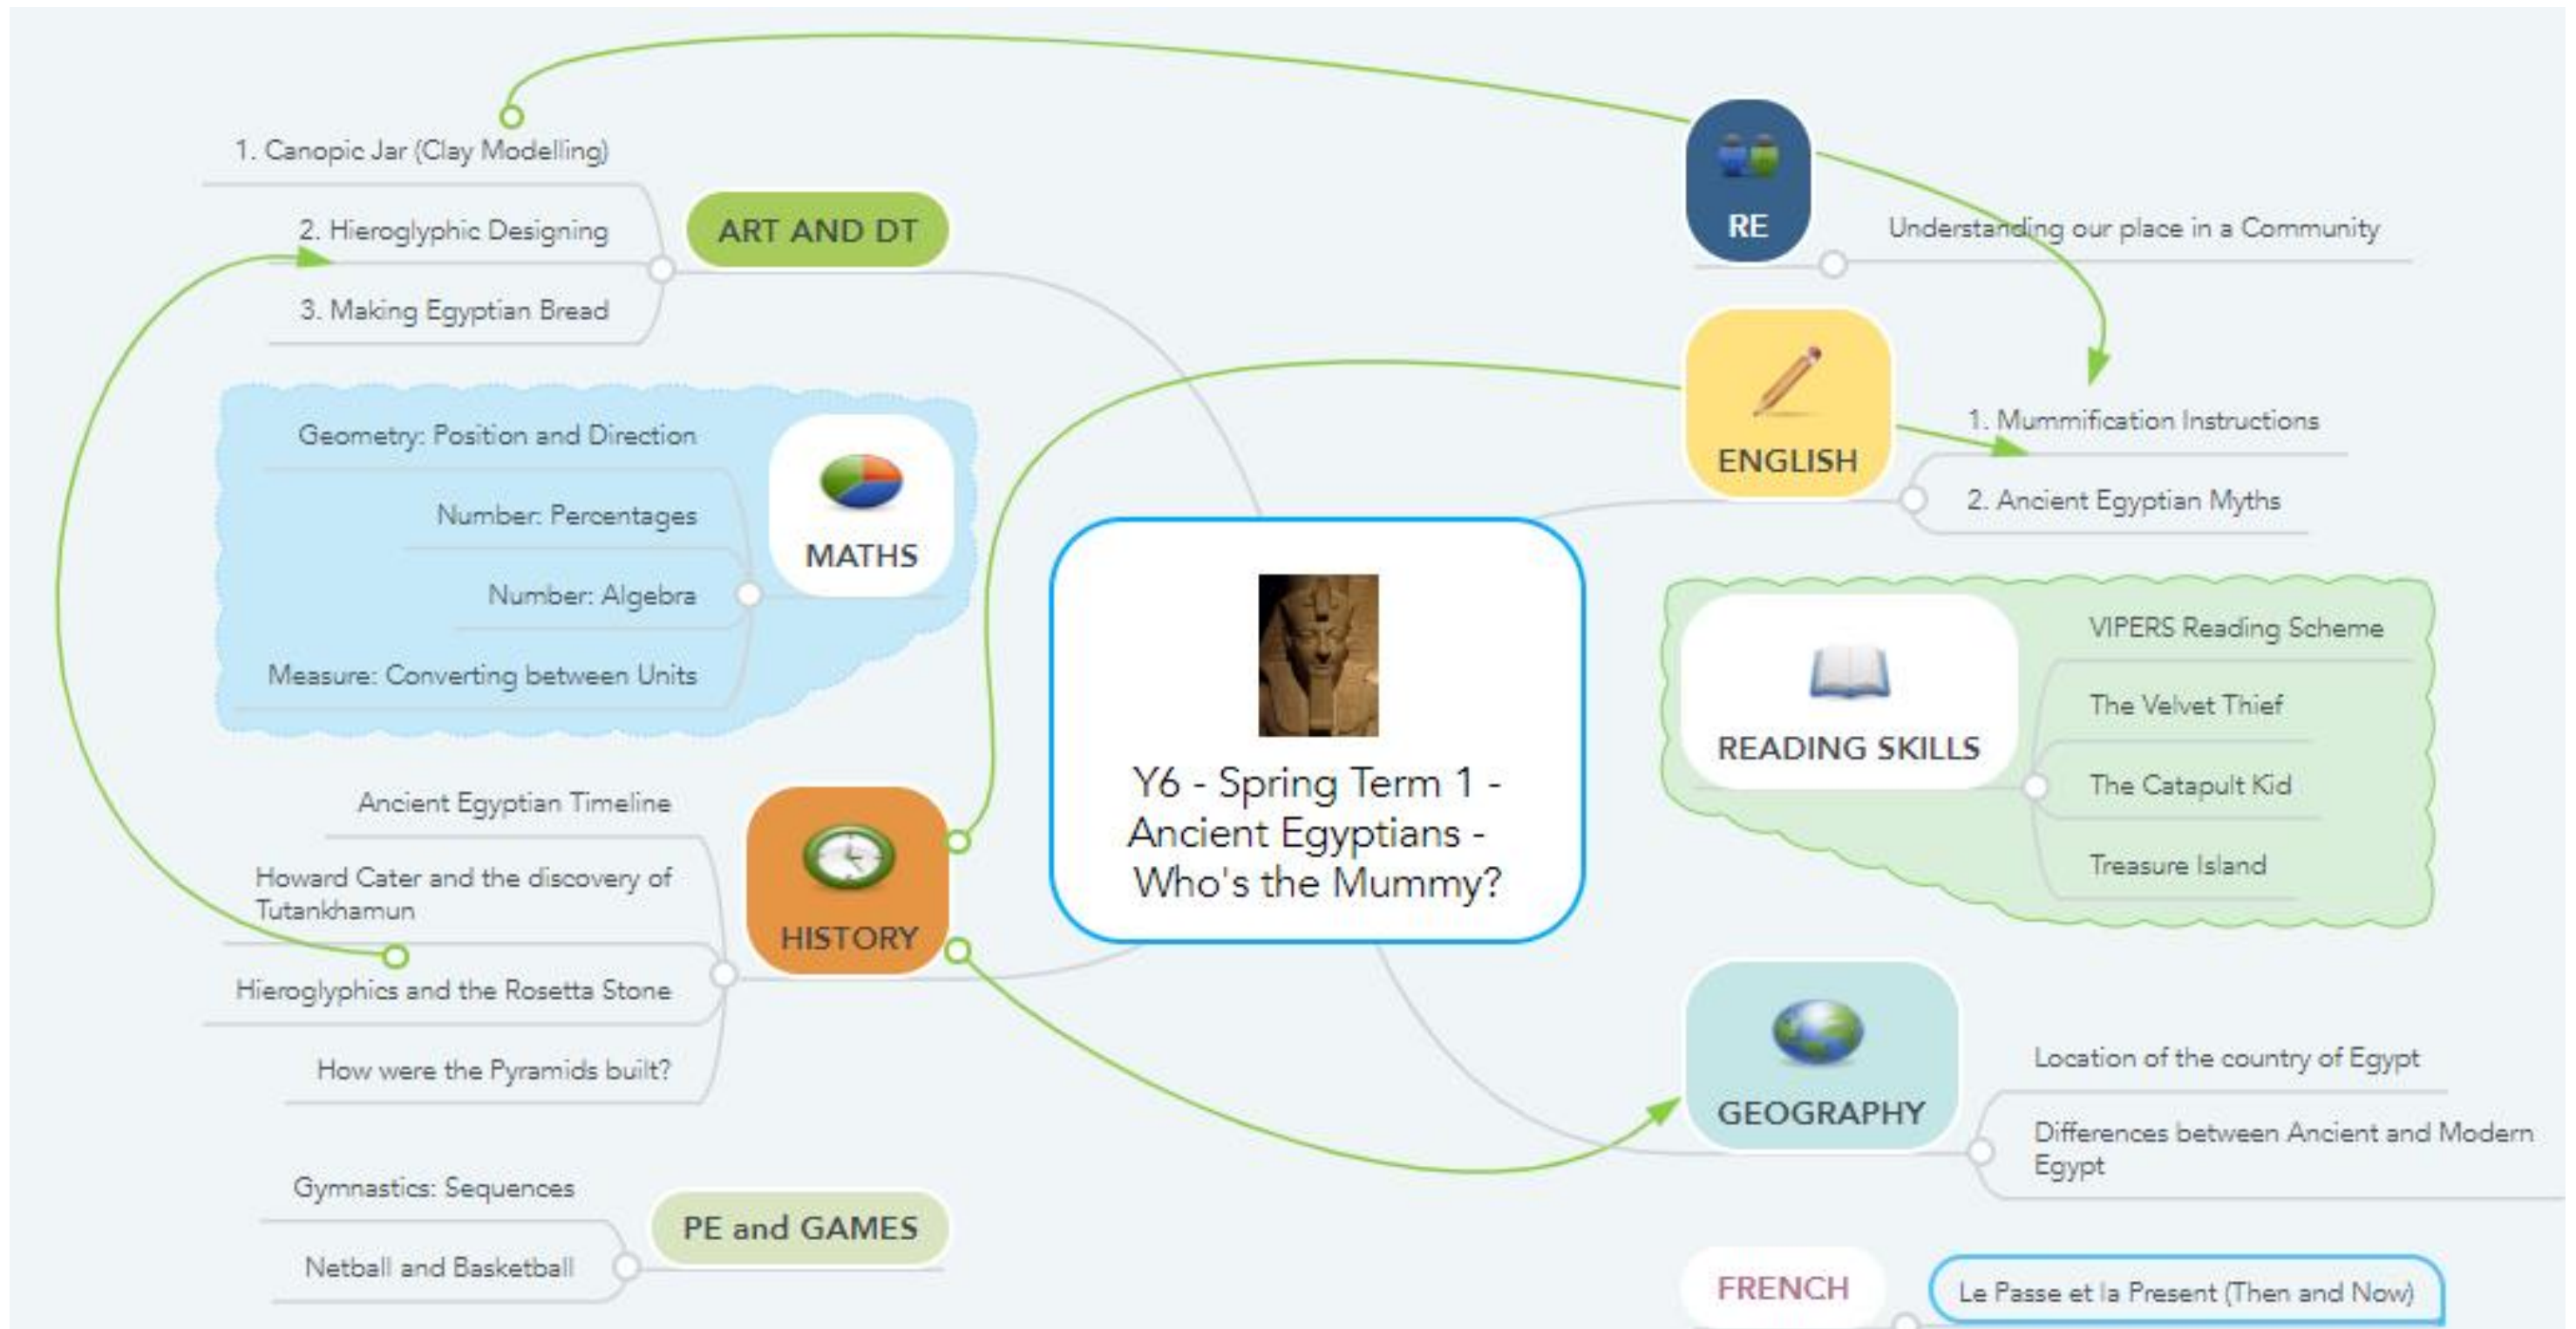 1. Canopic Jar (Clay Modelling)
2. Hieroglyphic Designing
3. Making Egyptian Bread
ART AND DT
Geometry: Position and Direction
Number: Percentages
Number: Algebra
Measure: Converting between Units
MATHS
Ancient Egyptian Timeline
Howard Cater and the discovery of
Tutankhamun
Hieroglyphics and the Rosetta Stone
How were the Pyramids built?
HISTORY
Gymnastics: Sequences
Netball and Basketball
PE and GAMES
Y6 - Spring Term 1 -
Ancient Egyptians -
Who's the Mummy?
RE
Understanding our place in a Community
ENGLISH
1. Mummification Instructions
2. Ancient Egyptian Myths
READING SKILLS
VIPERS Reading Scheme
The Velvet Thief
The Catapult Kid
Treasure Island
GEOGRAPHY
Location of the country of Egypt
Differences between Ancient and Modern
Egypt
FRENCH
Le Passe et la Present (Then and Now)